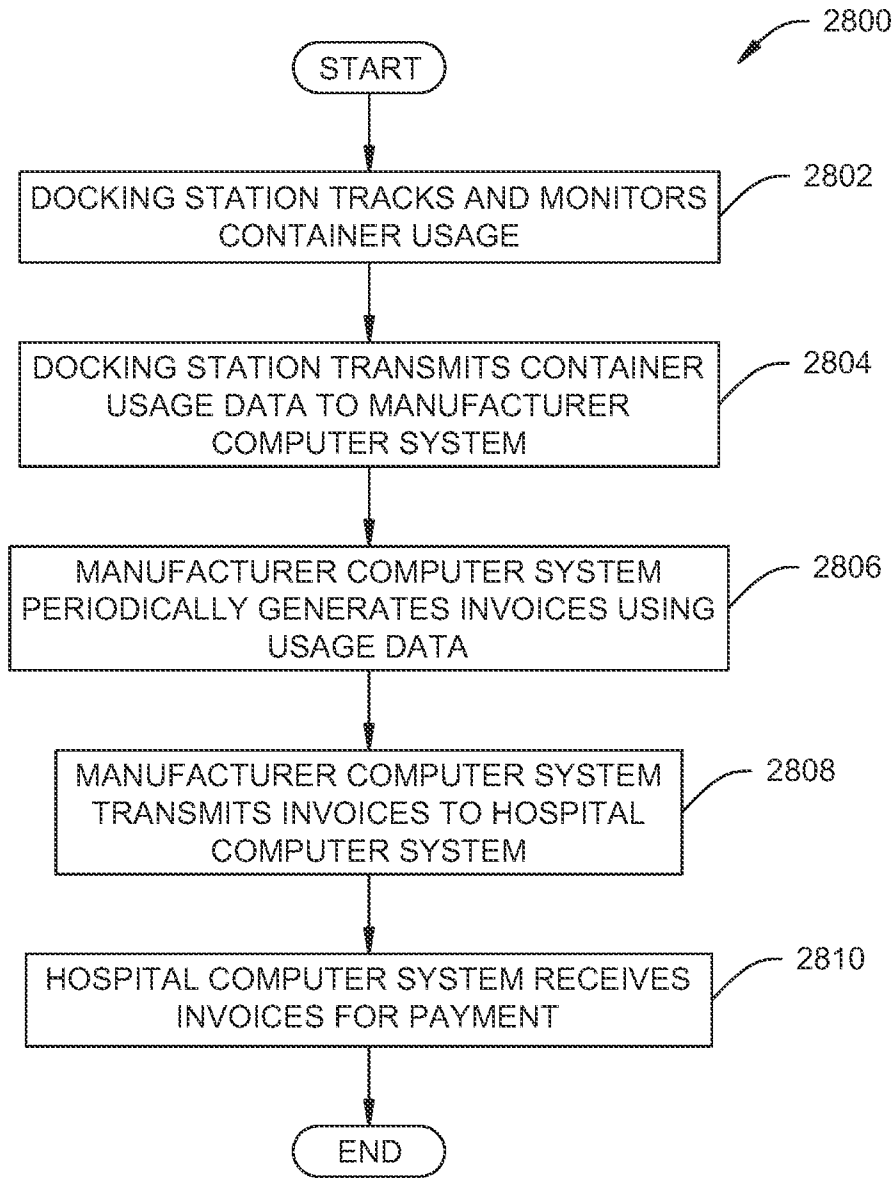 2800
START
2802
DOCKING STATION TRACKS AND MONITORS
CONTAINER USAGE
2804
DOCKING STATION TRANSMITS CONTAINER
USAGE DATA TO MANUFACTURER
COMPUTER SYSTEM
2806
MANUFACTURER COMPUTER SYSTEM
PERIODICALLY GENERATES INVOICES USING
USAGE DATA
2808
MANUFACTURER COMPUTER SYSTEM
TRANSMITS INVOICES TO HOSPITAL
COMPUTER SYSTEM
2810
HOSPITAL COMPUTER SYSTEM RECEIVES
INVOICES FOR PAYMENT
END